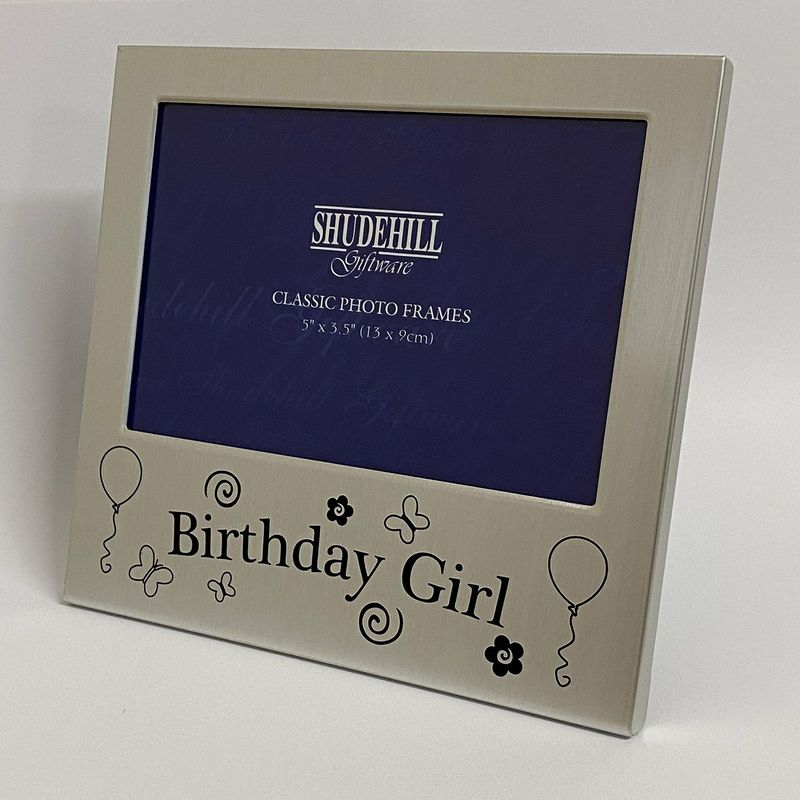 SHUDEHILL
Giftware
CLASSIC PHOTO FRAMES
5" x 3.5" (13 x 9cm)
Birthday Girl